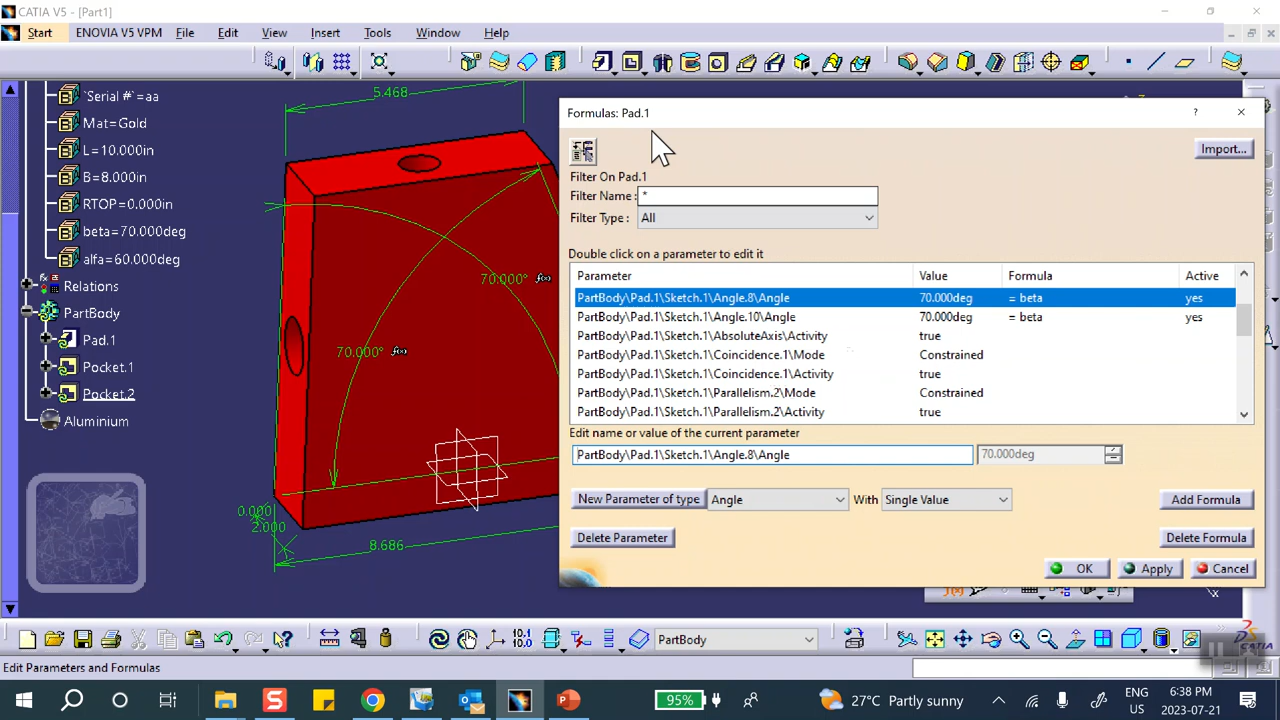 CATIA V5 - [Part1]
Start ENOVIA V5 VPM File Edit View Insert Tools Window Help
`Serial #`=aa
Mat=Gold
L=10.000in
B=8.000in
RTOP=0.000in
beta=70.000deg
alfa=60.000deg
Relations
PartBody
Pad.1
Pocket.1
Pocket.2
Aluminium
5.468
70.000°
f(x)
70.000°
f(x)
0.000
2.000
8.686
Formulas: Pad.1
?
Import...
Filter On Pad.1
Filter Name : *
Filter Type : All
Double click on a parameter to edit it
Parameter Value Formula Active
PartBody\Pad.1\Sketch.1\Angle.8\Angle 70.000deg = beta yes
PartBody\Pad.1\Sketch.1\Angle.10\Angle 70.000deg = beta yes
PartBody\Pad.1\Sketch.1\AbsoluteAxis\Activity true
PartBody\Pad.1\Sketch.1\Coincidence.1\Mode Constrained
PartBody\Pad.1\Sketch.1\Coincidence.1\Activity true
PartBody\Pad.1\Sketch.1\Parallelism.2\Mode Constrained
PartBody\Pad.1\Sketch.1\Parallelism.2\Activity true
Edit name or value of the current parameter
PartBody\Pad.1\Sketch.1\Angle.8\Angle 70.000deg
New Parameter of type Angle With Single Value Add Formula
Delete Parameter Delete Formula
OK Apply Cancel
10.01 PartBody
Edit Parameters and Formulas
95% 27°C Partly sunny ENG 6:38 PM
US 2023-07-21